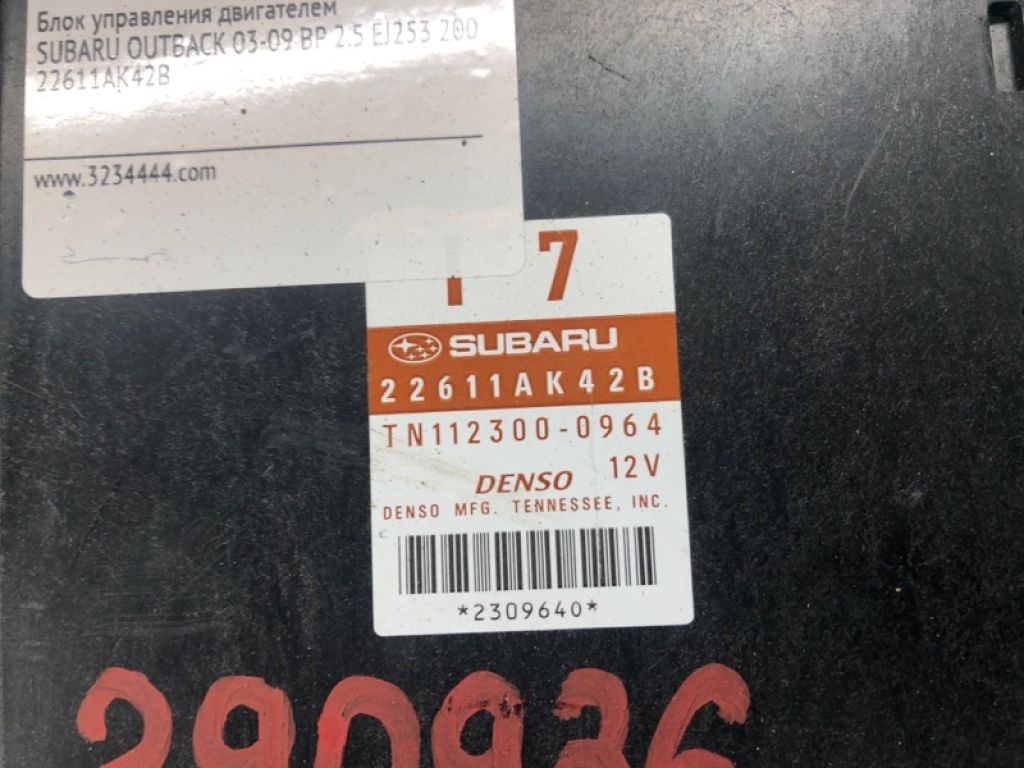 Блок управления двигателем
SUBARU OUTBACK 03-09 BP 2.5 EJ253 200
22611AK42B
www.3234444.com
7
SUBARU
22611AK42B
TN112300-0964
DENSO 12V
DENSO MFG. TENNESSEE, INC.
*2309640*
290936